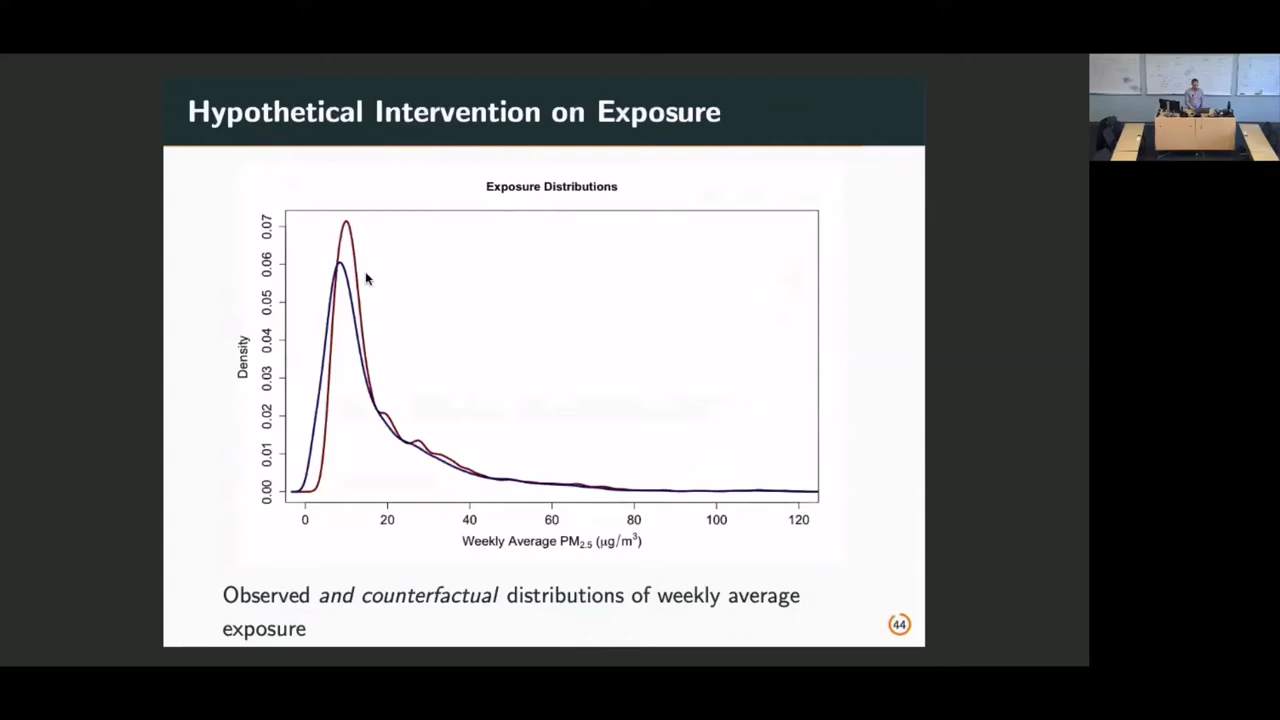 Hypothetical Intervention on Exposure
Exposure Distributions
0.07
0.06
0.05
0.04
0.03
0.02
0.01
0.00
Density
0 20 40 60 80 100 120
Weekly Average PM2.5 (μg/m3)
Observed and counterfactual distributions of weekly average
exposure
44